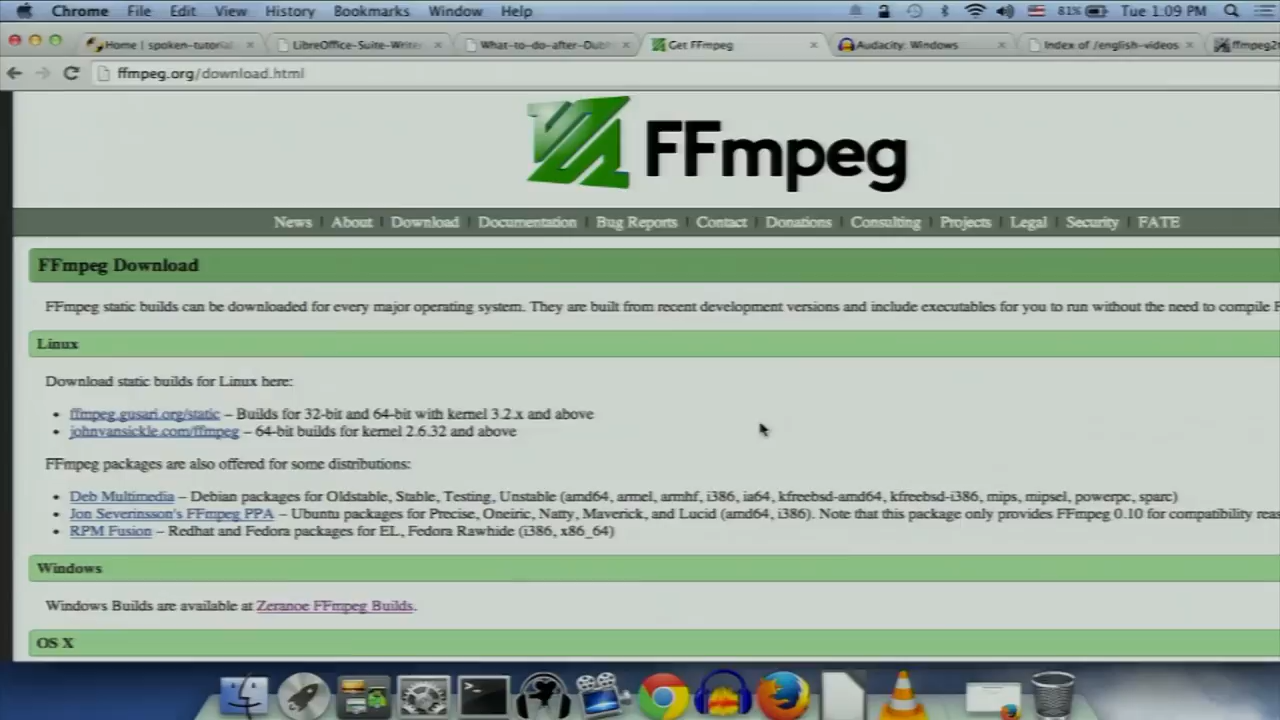 Chrome File Edit View History Bookmarks Window Help 81% Tue 1:09 PM
Home | spoken-tutorial LibreOffice-Suite-Writer What-to-do-after-Dub Get FFmpeg Audacity: Windows Index of /english-videos
ffmpeg.org/download.html
FFmpeg
News | About | Download | Documentation | Bug Reports | Contact | Donations | Consulting | Projects | Legal | Security | FATE
FFmpeg Download
FFmpeg static builds can be downloaded for every major operating system. They are built from recent development versions and include executables for you to run without the need to compile F
Linux
Download static builds for Linux here:
• ffmpeg.gusari.org/static – Builds for 32-bit and 64-bit with kernel 3.2.x and above
• johnvansickle.com/ffmpeg – 64-bit builds for kernel 2.6.32 and above
FFmpeg packages are also offered for some distributions:
• Deb Multimedia – Debian packages for Oldstable, Stable, Testing, Unstable (amd64, armel, armhf, i386, ia64, kfreebsd-amd64, kfreebsd-i386, mips, mipsel, powerpc, sparc)
• Jon Severinsson's FFmpeg PPA – Ubuntu packages for Precise, Oneiric, Natty, Maverick, and Lucid (amd64, i386). Note that this package only provides FFmpeg 0.10 for compatibility reas
• RPM Fusion – Redhat and Fedora packages for EL, Fedora Rawhide (i386, x86_64)
Windows
Windows Builds are available at Zeranoe FFmpeg Builds.
OS X